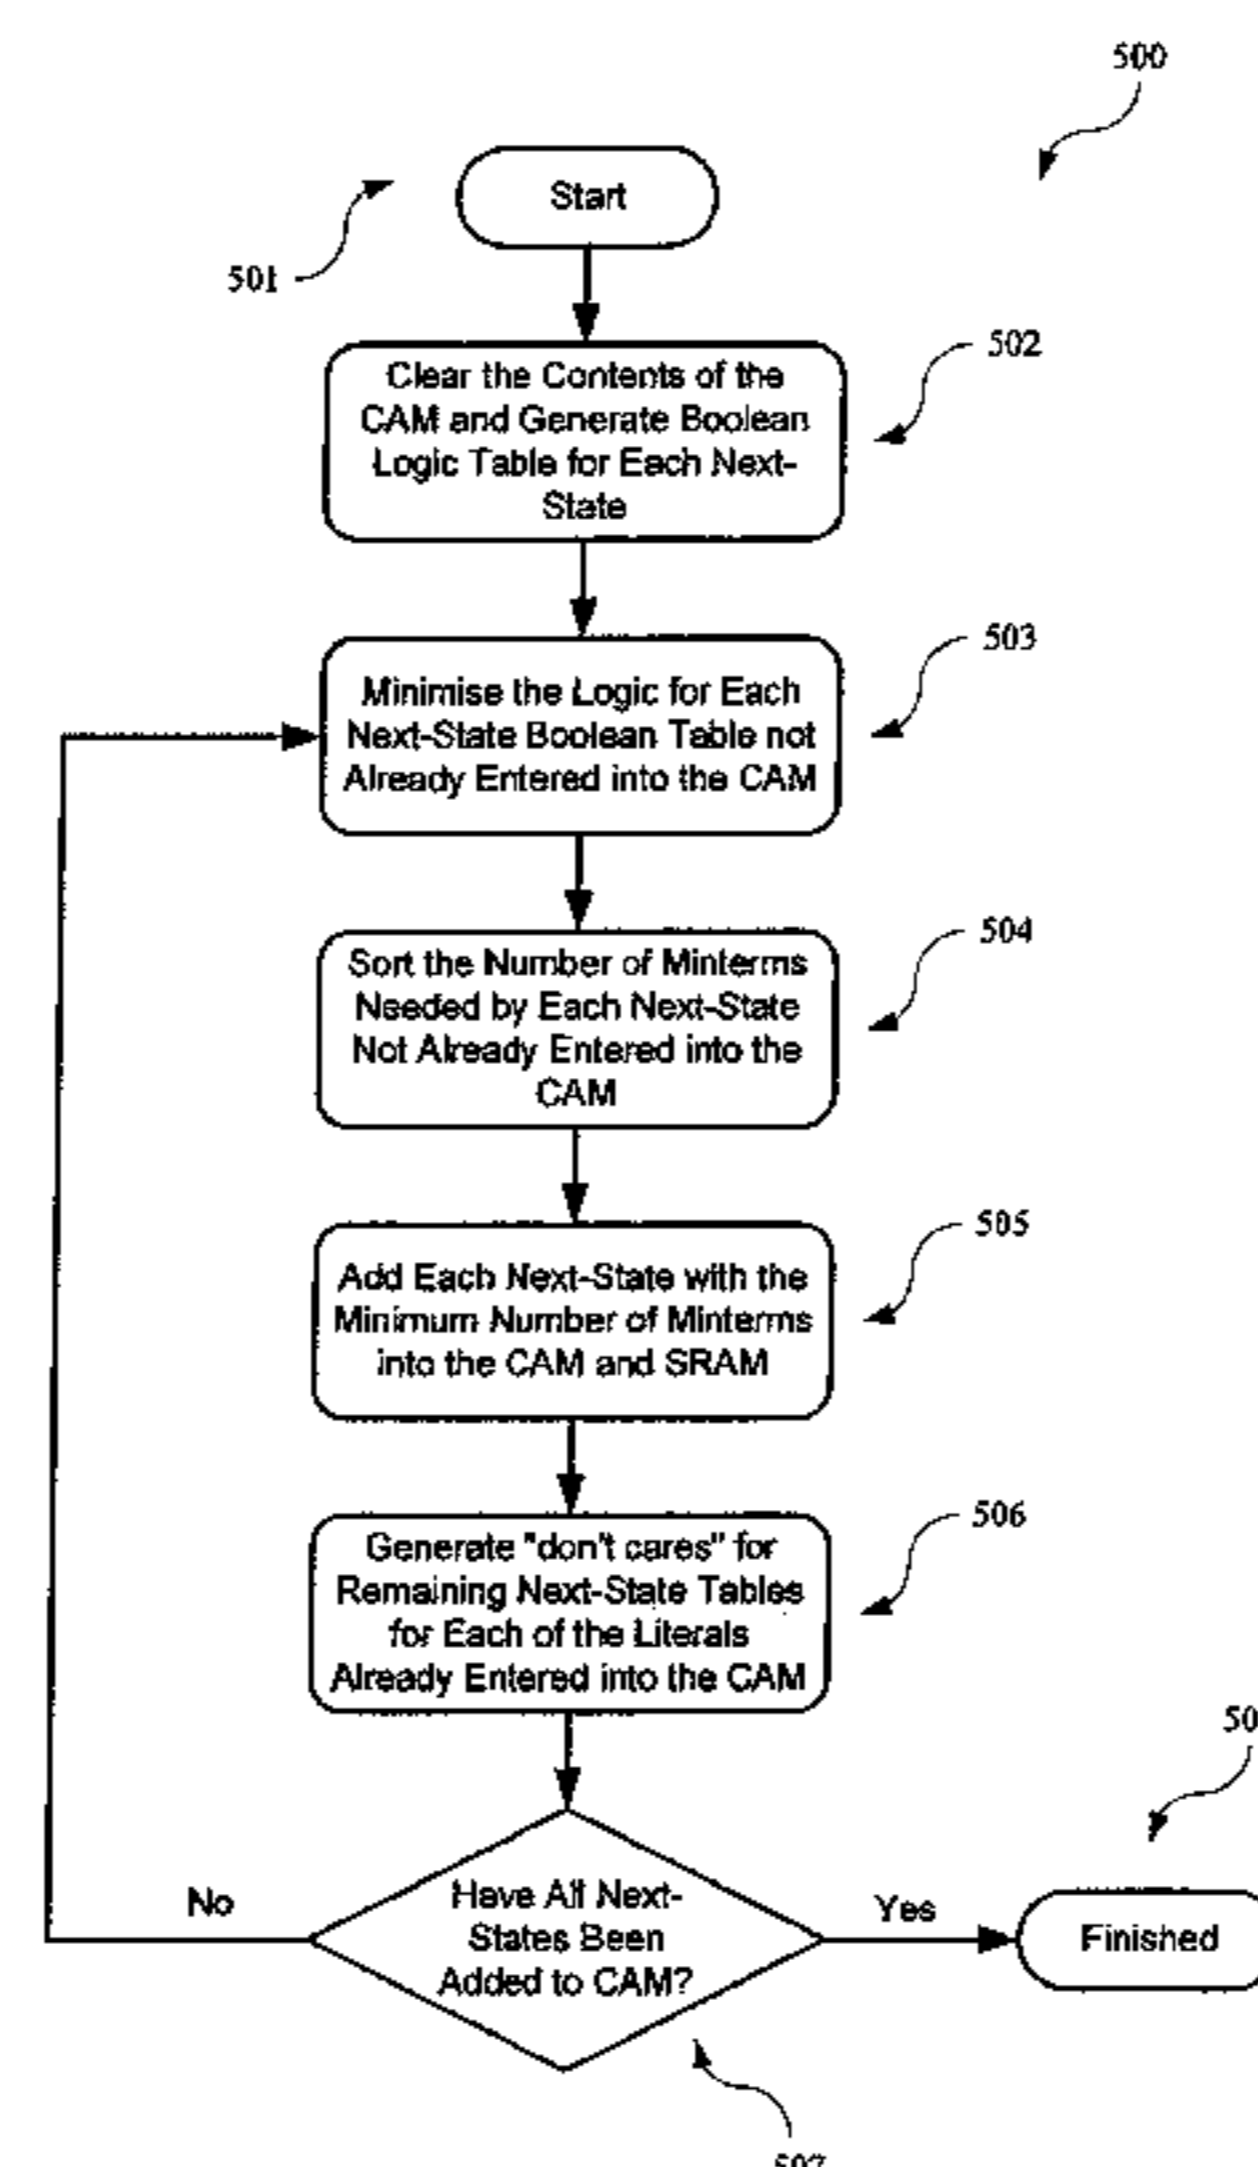 500
Start
501
502
Clear the Contents of the
CAM and Generate Boolean
Logic Table for Each Next-
State
503
Minimise the Logic for Each
Next-State Boolean Table not
Already Entered into the CAM
504
Sort the Number of Minterms
Needed by Each Next-State
Not Already Entered into the
CAM
505
Add Each Next-State with the
Minimum Number of Minterms
into the CAM and SRAM
506
Generate "don't cares" for
Remaining Next-State Tables
for Each of the Literals
Already Entered into the CAM
No
Have All Next-
States Been
Added to CAM?
Yes
Finished
507